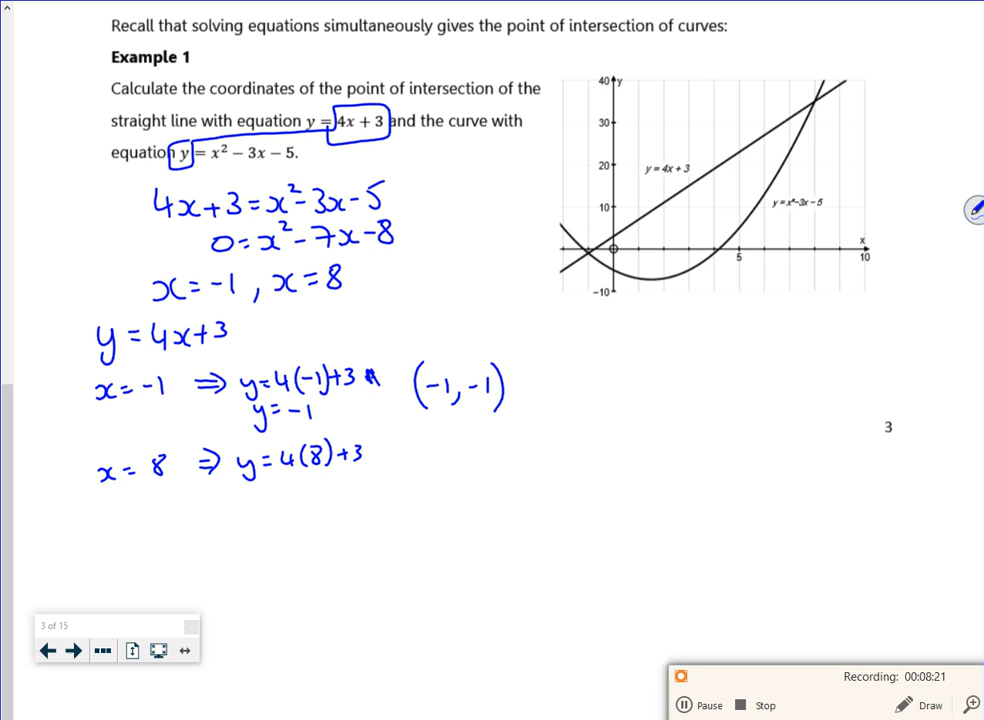 Recall that solving equations simultaneously gives the point of intersection of curves:
Example 1
Calculate the coordinates of the point of intersection of the
straight line with equation y = 4x + 3 and the curve with
equation y = x² − 3x − 5.
4x+3=x²-3x-5
0=x²-7x-8
x=-1, x=8
y=4x+3
x=-1 ⇒ y=4(-1)+3 (-1,-1)
y=-1
x=8 ⇒ y=4(8)+3
40 y
30
20
10
−10
y = 4x + 3
y = x² − 3x − 5
x
5
10
3
3 of 15
Recording: 00:08:21
Pause Stop Draw